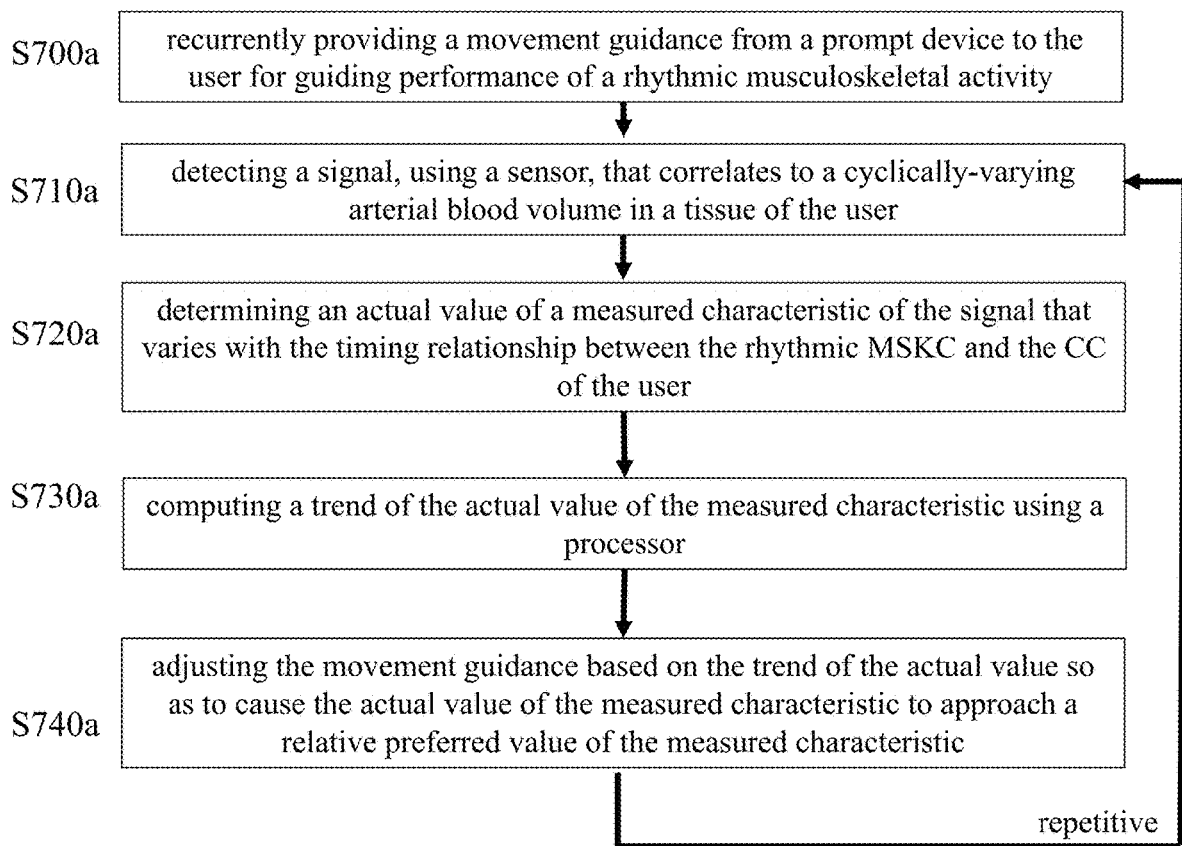 S700a
recurrently providing a movement guidance from a prompt device to the
user for guiding performance of a rhythmic musculoskeletal activity
S710a
detecting a signal, using a sensor, that correlates to a cyclically-varying
arterial blood volume in a tissue of the user
S720a
determining an actual value of a measured characteristic of the signal that
varies with the timing relationship between the rhythmic MSKC and the CC
of the user
S730a
computing a trend of the actual value of the measured characteristic using a
processor
S740a
adjusting the movement guidance based on the trend of the actual value so
as to cause the actual value of the measured characteristic to approach a
relative preferred value of the measured characteristic
repetitive